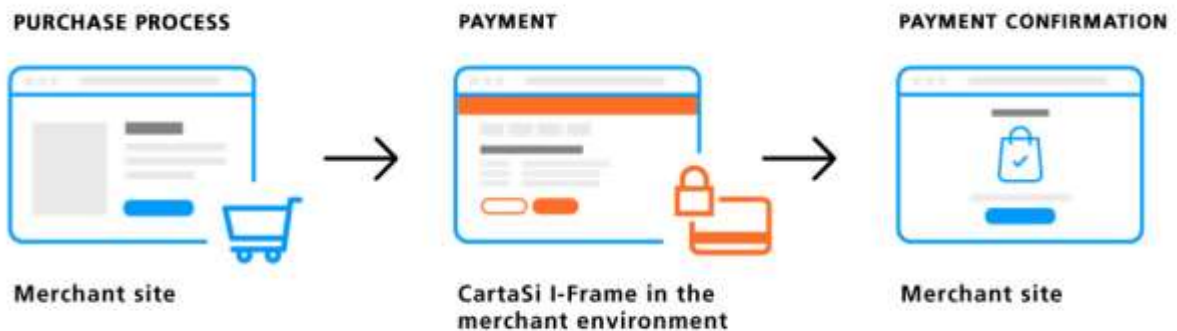 PURCHASE PROCESS
PAYMENT
PAYMENT CONFIRMATION
Merchant site
CartaSi I-Frame in the
merchant environment
Merchant site